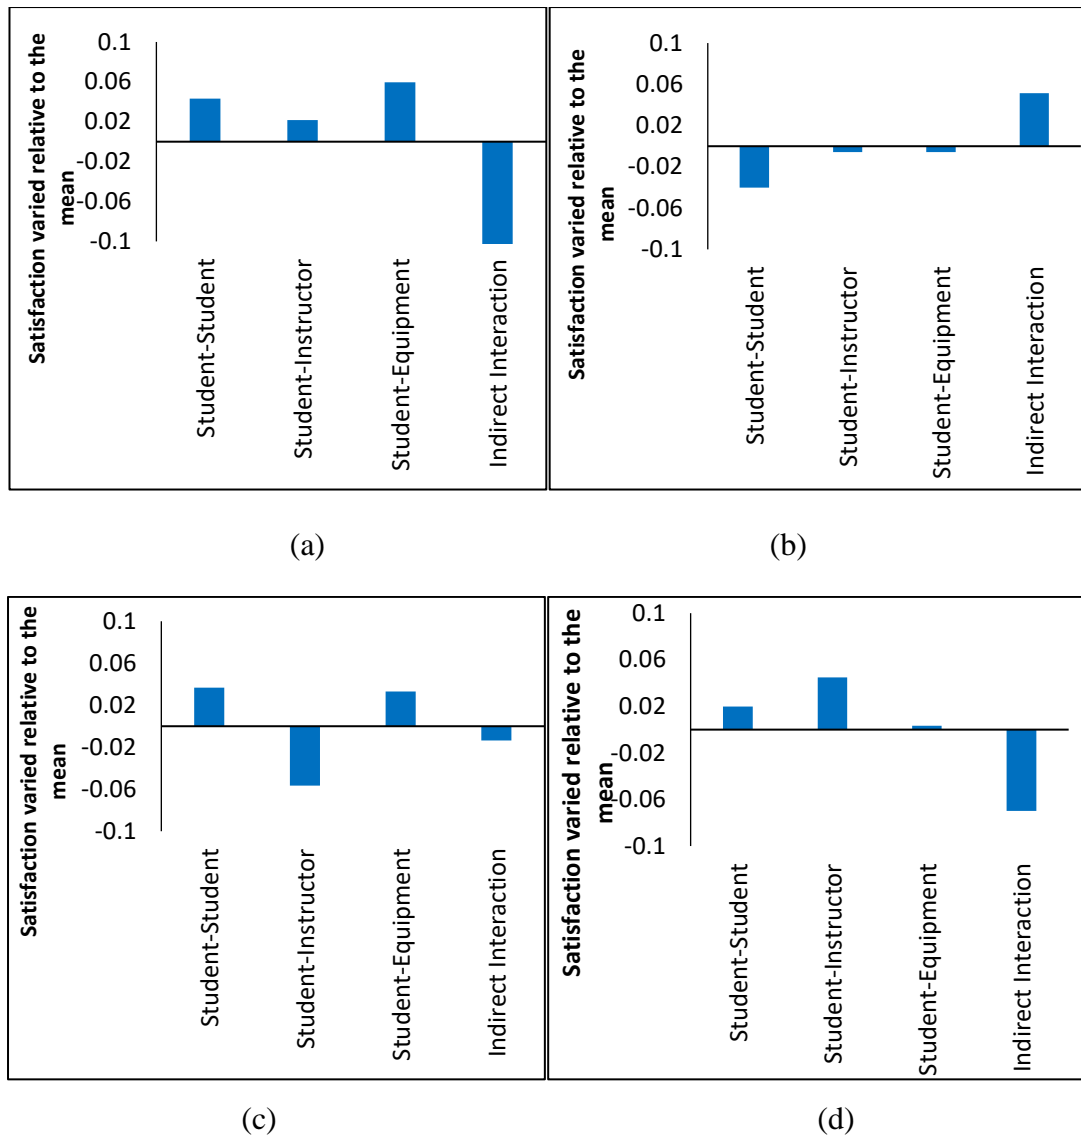 Satisfaction varied relative to the
mean
0.1
0.06
0.02
-0.02
-0.06
-0.1
Student-Student
Student-Instructor
Student-Equipment
Indirect Interaction
(a)
Satisfaction varied relative to the
mean
0.1
0.06
0.02
-0.02
-0.06
-0.1
Student-Student
Student-Instructor
Student-Equipment
Indirect Interaction
(b)
Satisfaction varied relative to the
mean
0.1
0.06
0.02
-0.02
-0.06
-0.1
Student-Student
Student-Instructor
Student-Equipment
Indirect Interaction
(c)
Satisfaction varied relative to the
mean
0.1
0.06
0.02
-0.02
-0.06
-0.1
Student-Student
Student-Instructor
Student-Equipment
Indirect Interaction
(d)